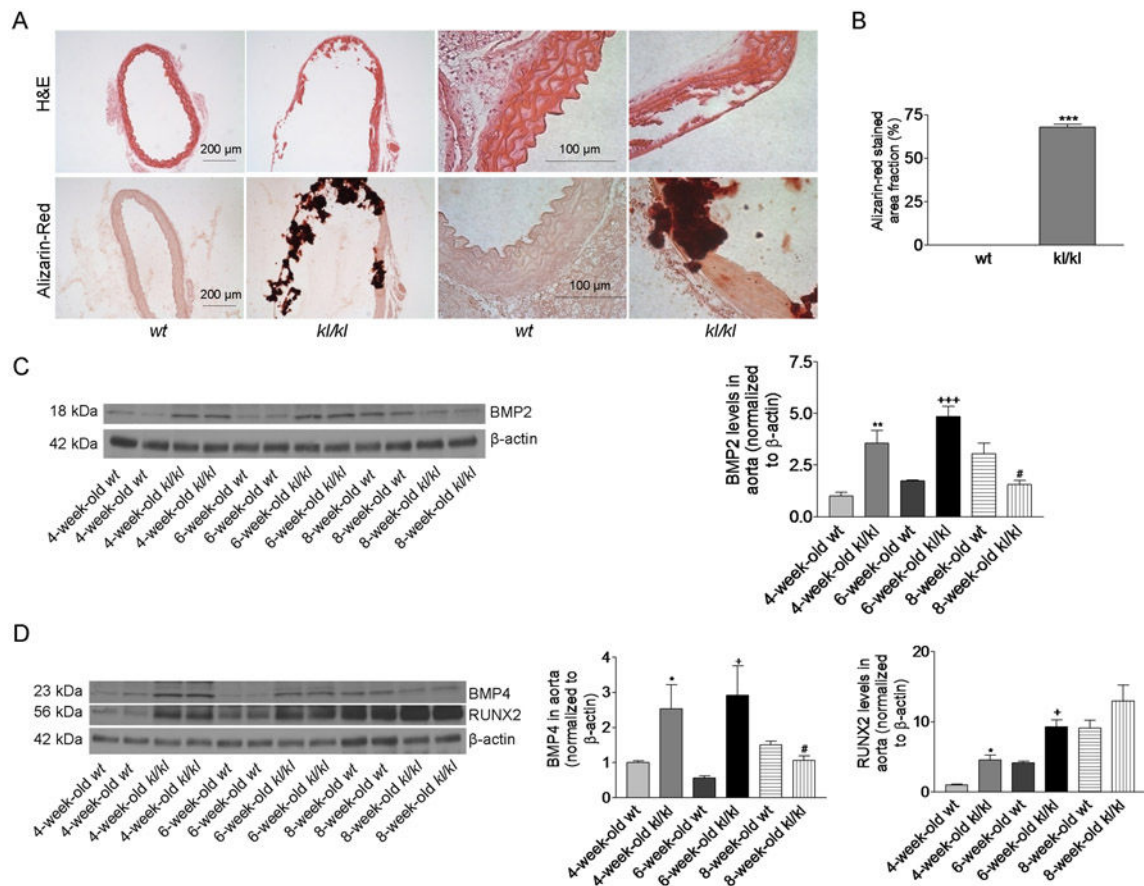 A
H&E
200 µm
100 µm
Alizarin-Red
200 µm
100 µm
wt
kl/kl
wt
kl/kl
B
Alizarin-red stained
area fraction (%)
75
50
25
0
***
wt
kl/kl
C
18 kDa
BMP2
42 kDa
β-actin
4-week-old wt
4-week-old wt
4-week-old kl/kl
4-week-old kl/kl
6-week-old wt
6-week-old wt
6-week-old kl/kl
6-week-old kl/kl
8-week-old wt
8-week-old wt
8-week-old kl/kl
8-week-old kl/kl
BMP2 levels in
aorta (normalized
to β-actin)
7.5
5.0
2.5
0.0
**
+++
#
4-week-old wt
4-week-old kl/kl
6-week-old wt
6-week-old kl/kl
8-week-old wt
8-week-old kl/kl
D
23 kDa
BMP4
56 kDa
RUNX2
42 kDa
β-actin
4-week-old wt
4-week-old wt
4-week-old kl/kl
4-week-old kl/kl
6-week-old wt
6-week-old wt
6-week-old kl/kl
6-week-old kl/kl
8-week-old wt
8-week-old wt
8-week-old kl/kl
8-week-old kl/kl
BMP4 in aorta
(normalized to
β-actin)
4
3
2
1
0
*
+
#
4-week-old wt
4-week-old kl/kl
6-week-old wt
6-week-old kl/kl
8-week-old wt
8-week-old kl/kl
RUNX2 levels in
aorta (normalized
to β-actin)
20
10
0
*
+
4-week-old wt
4-week-old kl/kl
6-week-old wt
6-week-old kl/kl
8-week-old wt
8-week-old kl/kl